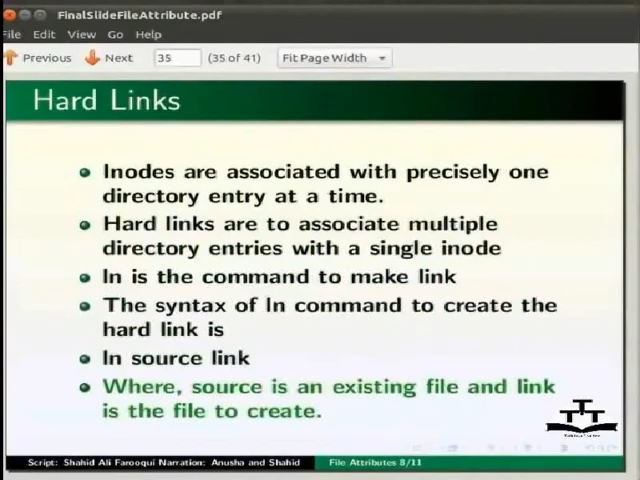 FinalSlideFileAttribute.pdf
File Edit View Go Help
Previous Next 35 (35 of 41) Fit Page Width
Hard Links
Inodes are associated with precisely one
directory entry at a time.
Hard links are to associate multiple
directory entries with a single inode
ln is the command to make link
The syntax of ln command to create the
hard link is
ln source link
Where, source is an existing file and link
is the file to create.
Script: Shahid Ali Farooqui Narration: Anusha and Shahid File Attributes 8/11